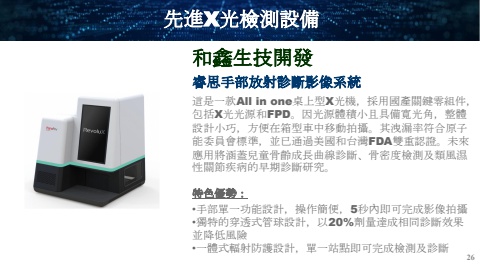 先進X光檢測設備
和鑫生技開發
睿思手部放射診斷影像系統
這是一款All in one桌上型X光機，採用國產關鍵零組件，
包括X光光源和FPD。因光源體積小且具備寬光角，整體
設計小巧，方便在箱型車中移動拍攝。其洩漏率符合原子
能委員會標準，並已通過美國和台灣FDA雙重認證。未來
應用將涵蓋兒童骨齡成長曲線診斷、骨密度檢測及類風濕
性關節疾病的早期診斷研究。
特色優勢：
•手部單一功能設計，操作簡便，5秒內即可完成影像拍攝
•獨特的穿透式管球設計，以20%劑量達成相同診斷效果
並降低風險
•一體式輻射防護設計，單一站點即可完成檢測及診斷
RevoluX
26